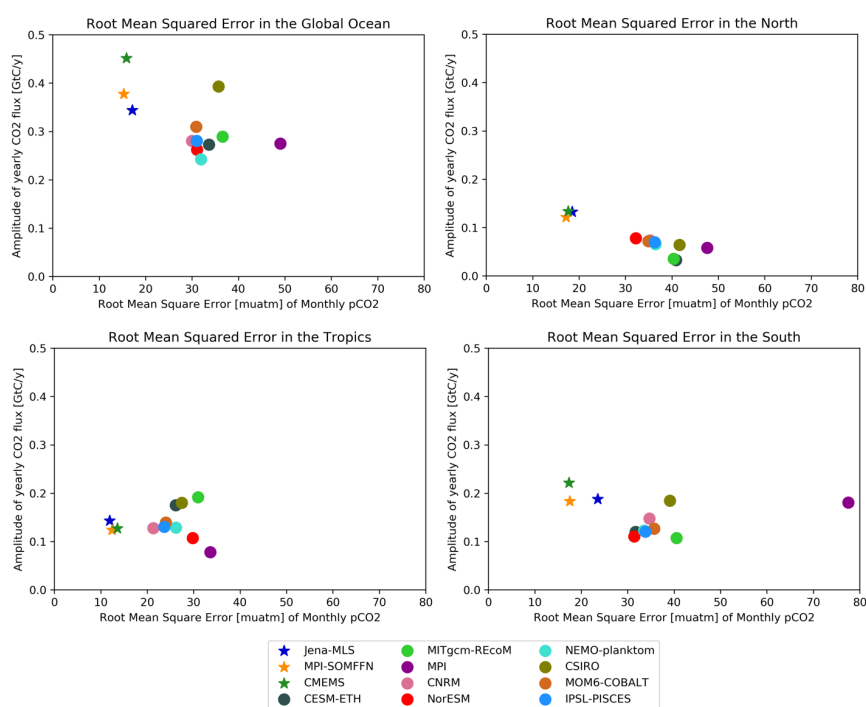 Root Mean Squared Error in the Global Ocean
0.5
0.4
0.3
0.2
0.1
0.0
Amplitude of yearly CO2 flux [GtC/y]
0 10 20 30 40 50 60 70 80
Root Mean Square Error [muatm] of Monthly pCO2
Root Mean Squared Error in the North
0.5
0.4
0.3
0.2
0.1
0.0
Amplitude of yearly CO2 flux [GtC/y]
0 10 20 30 40 50 60 70 80
Root Mean Square Error [muatm] of Monthly pCO2
Root Mean Squared Error in the Tropics
0.5
0.4
0.3
0.2
0.1
0.0
Amplitude of yearly CO2 flux [GtC/y]
0 10 20 30 40 50 60 70 80
Root Mean Square Error [muatm] of Monthly pCO2
Root Mean Squared Error in the South
0.5
0.4
0.3
0.2
0.1
0.0
Amplitude of yearly CO2 flux [GtC/y]
0 10 20 30 40 50 60 70 80
Root Mean Square Error [muatm] of Monthly pCO2
Jena-MLS
MPI-SOMFFN
CMEMS
CESM-ETH
MITgcm-REcoM
MPI
CNRM
NorESM
NEMO-planktom
CSIRO
MOM6-COBALT
IPSL-PISCES